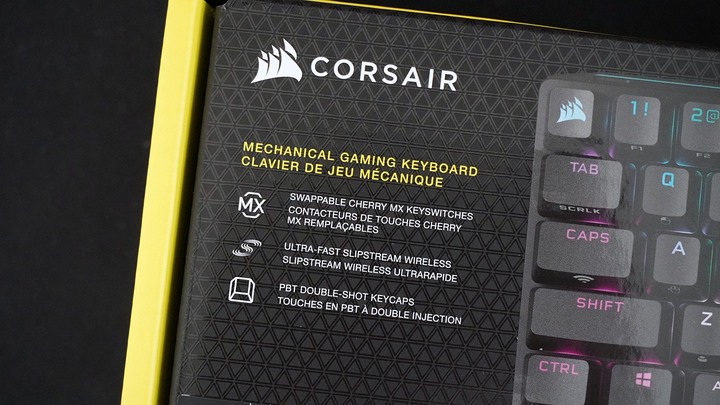 CORSAIR
MECHANICAL GAMING KEYBOARD
CLAVIER DE JEU MÉCANIQUE
MX
SWAPPABLE CHERRY MX KEYSWITCHES
CONTACTEURS DE TOUCHES CHERRY
MX REMPLAÇABLES
ULTRA-FAST SLIPSTREAM WIRELESS
SLIPSTREAM WIRELESS ULTRARAPIDE
PBT DOUBLE-SHOT KEYCAPS
TOUCHES EN PBT À DOUBLE INJECTION
1! 2@
F1 F2
TAB Q
SCRLK
CAPS A
SHIFT Z
CTRL